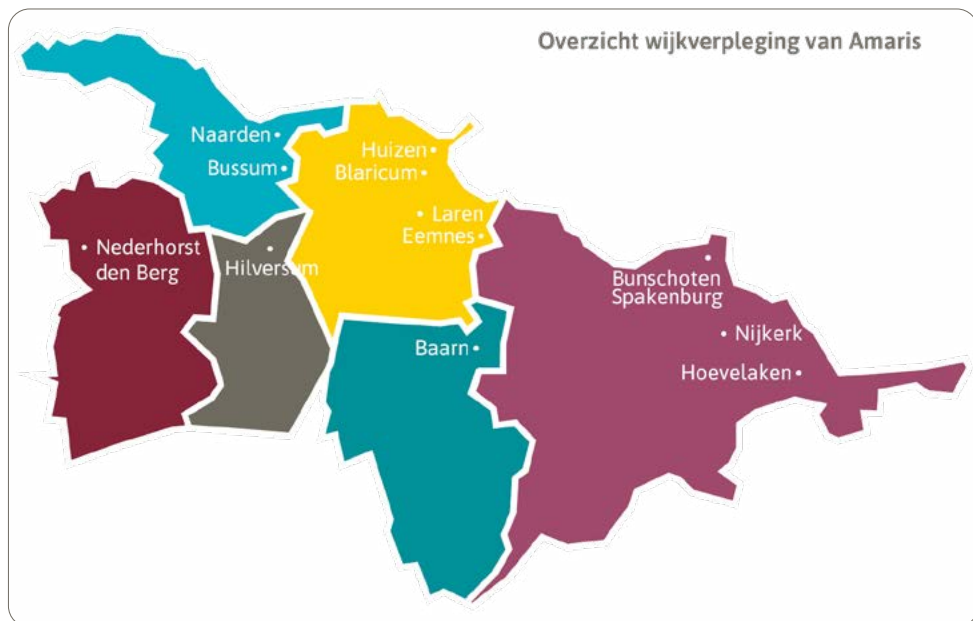 Overzicht wijkverpleging van Amaris
Naarden
Bussum
Huizen
Blaricum
Laren
Eemnes
Nederhorst
den Berg
Hilversum
Bunschoten
Spakenburg
Nijkerk
Baarn
Hoevelaken